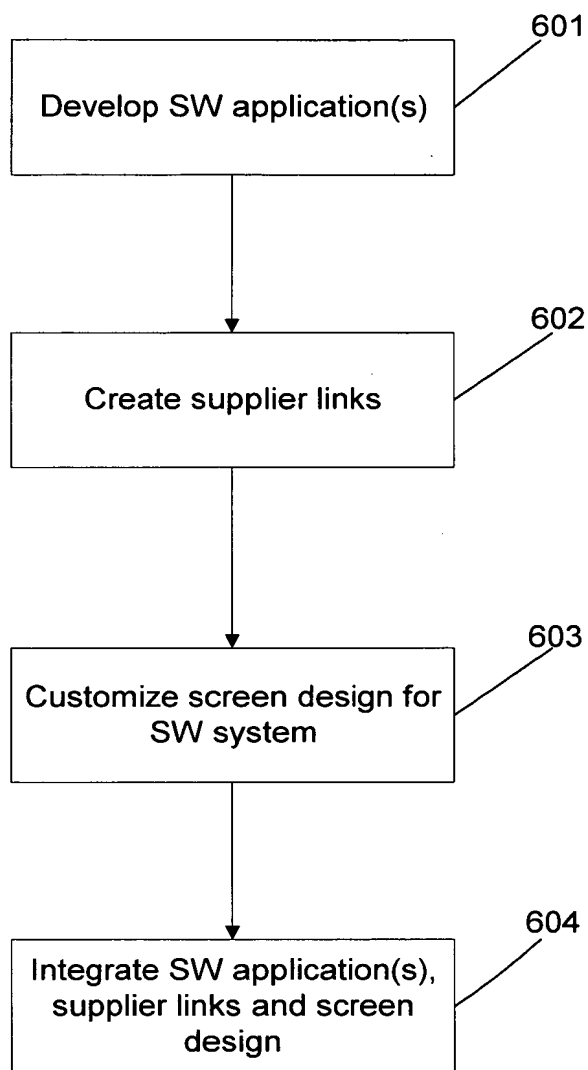 601
Develop SW application(s)
602
Create supplier links
603
Customize screen design for
SW system
604
Integrate SW application(s),
supplier links and screen
design